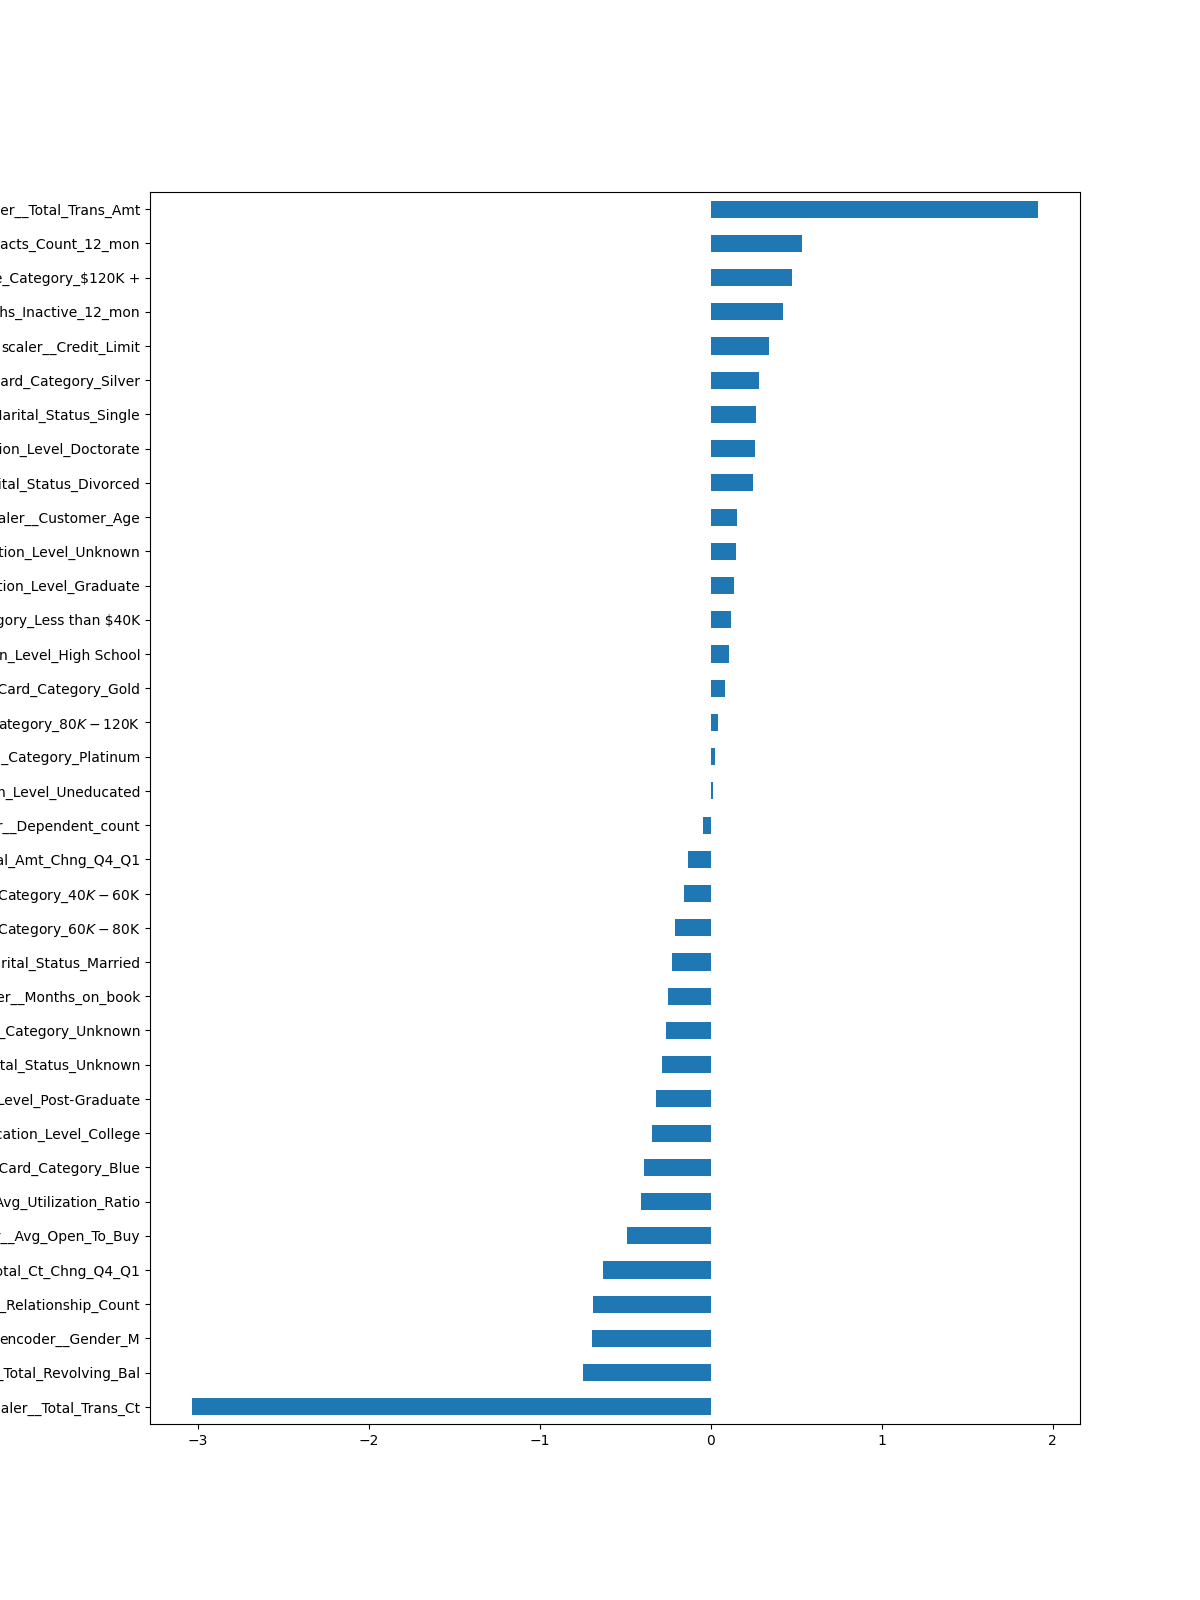 er__Total_Trans_Amt
acts_Count_12_mon
e_Category_$120K +
hs_Inactive_12_mon
scaler__Credit_Limit
ard_Category_Silver
arital_Status_Single
ion_Level_Doctorate
ital_Status_Divorced
aler__Customer_Age
tion_Level_Unknown
tion_Level_Graduate
gory_Less than $40K
n_Level_High School
Card_Category_Gold
ategory_80K − 120K
_Category_Platinum
n_Level_Uneducated
r__Dependent_count
al_Amt_Chng_Q4_Q1
Category_40K − 60K
Category_60K − 80K
rital_Status_Married
er__Months_on_book
_Category_Unknown
tal_Status_Unknown
Level_Post-Graduate
cation_Level_College
Card_Category_Blue
Avg_Utilization_Ratio
r__Avg_Open_To_Buy
otal_Ct_Chng_Q4_Q1
_Relationship_Count
encoder__Gender_M
_Total_Revolving_Bal
aler__Total_Trans_Ct
−3 −2 −1 0 1 2